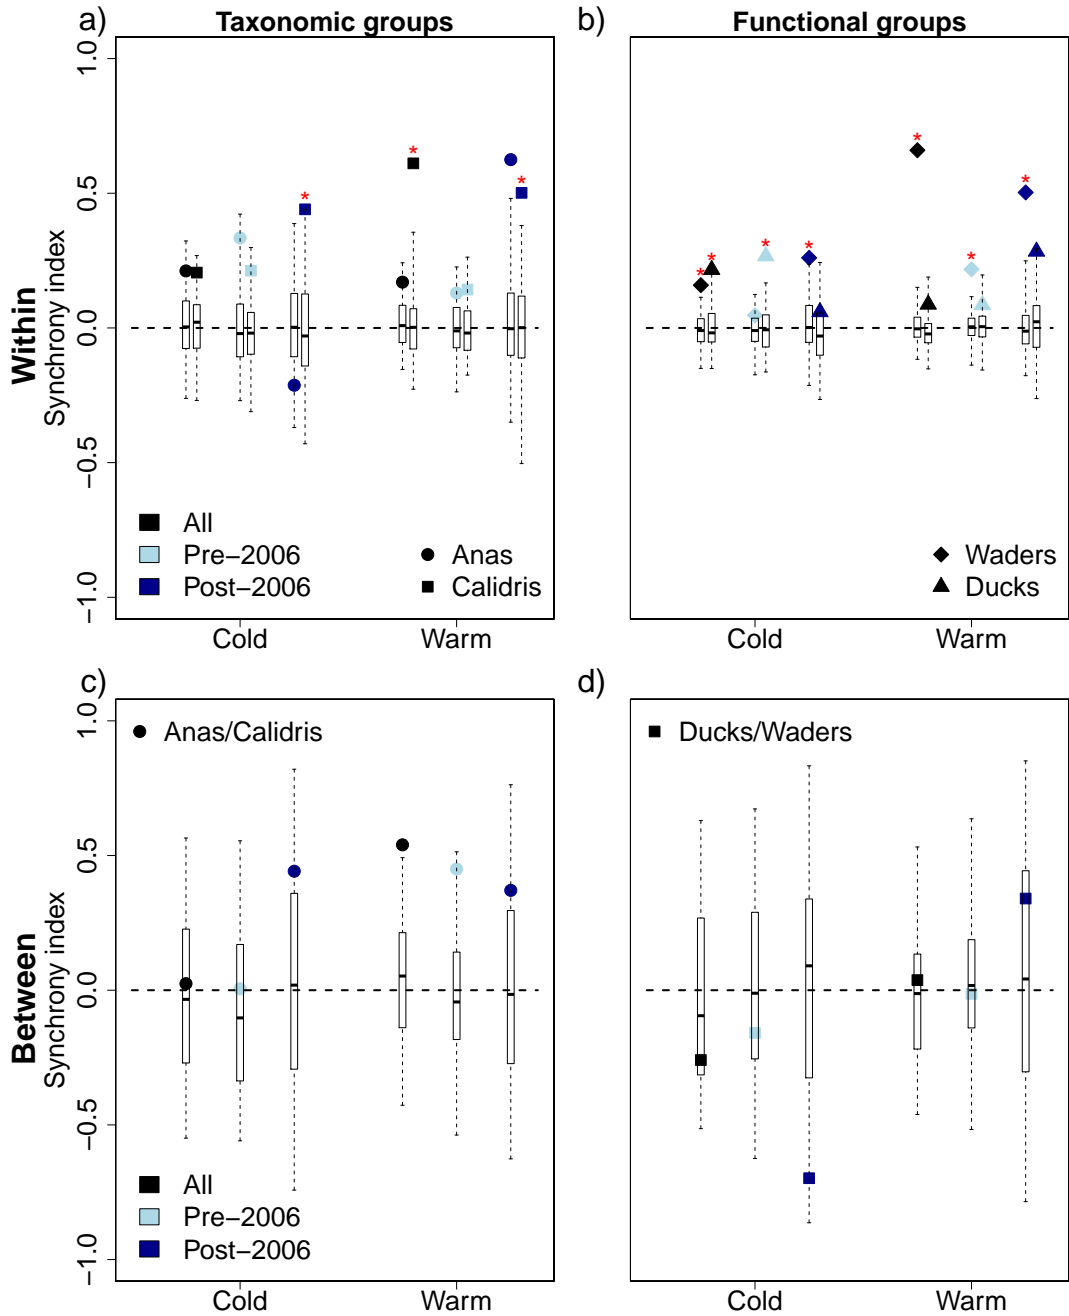 a)
Taxonomic groups
b)
Functional groups
Within
Synchrony index
1.0
0.5
0.0
−0.5
−1.0
*
*
*
*
*
*
*
*
*
*
All
Pre−2006
Post−2006
Anas
Calidris
Waders
Ducks
Cold
Warm
Cold
Warm
c)
d)
Between
Synchrony index
1.0
0.5
0.0
−0.5
−1.0
Anas/Calidris
Ducks/Waders
All
Pre−2006
Post−2006
Cold
Warm
Cold
Warm